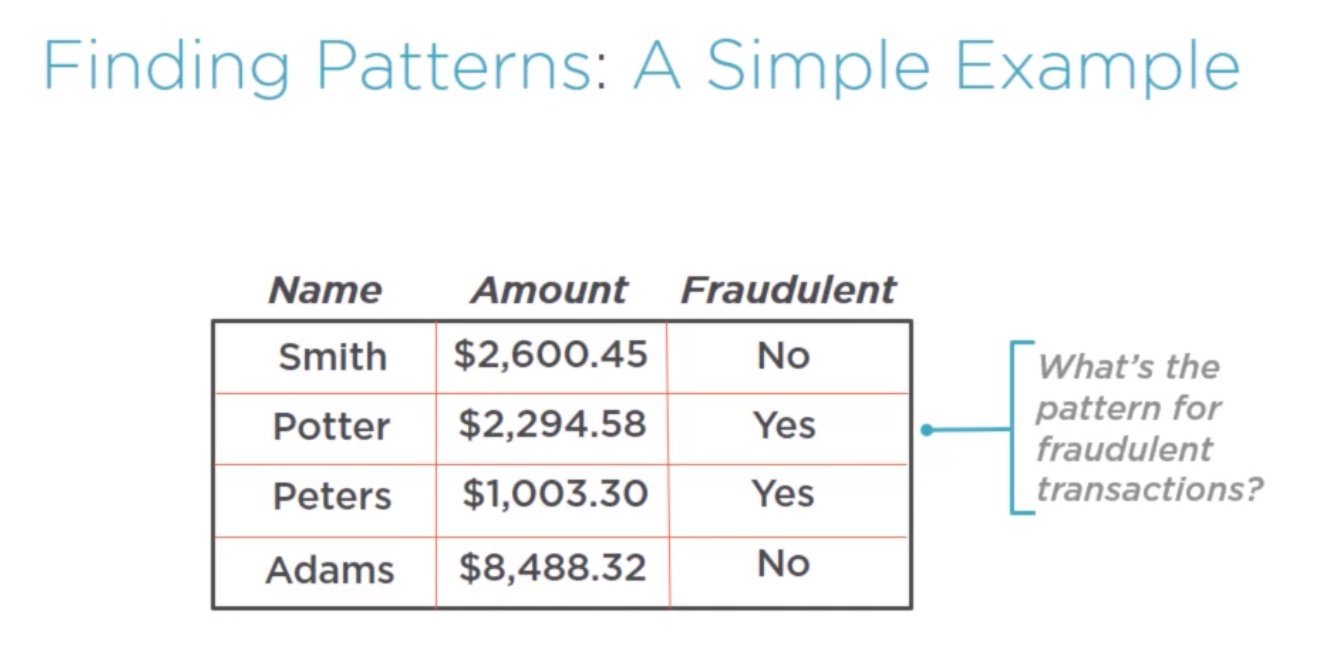 Finding Patterns: A Simple Example
Name Amount Fraudulent
Smith $2,600.45 No
Potter $2,294.58 Yes
Peters $1,003.30 Yes
Adams $8,488.32 No
What's the
pattern for
fraudulent
transactions?